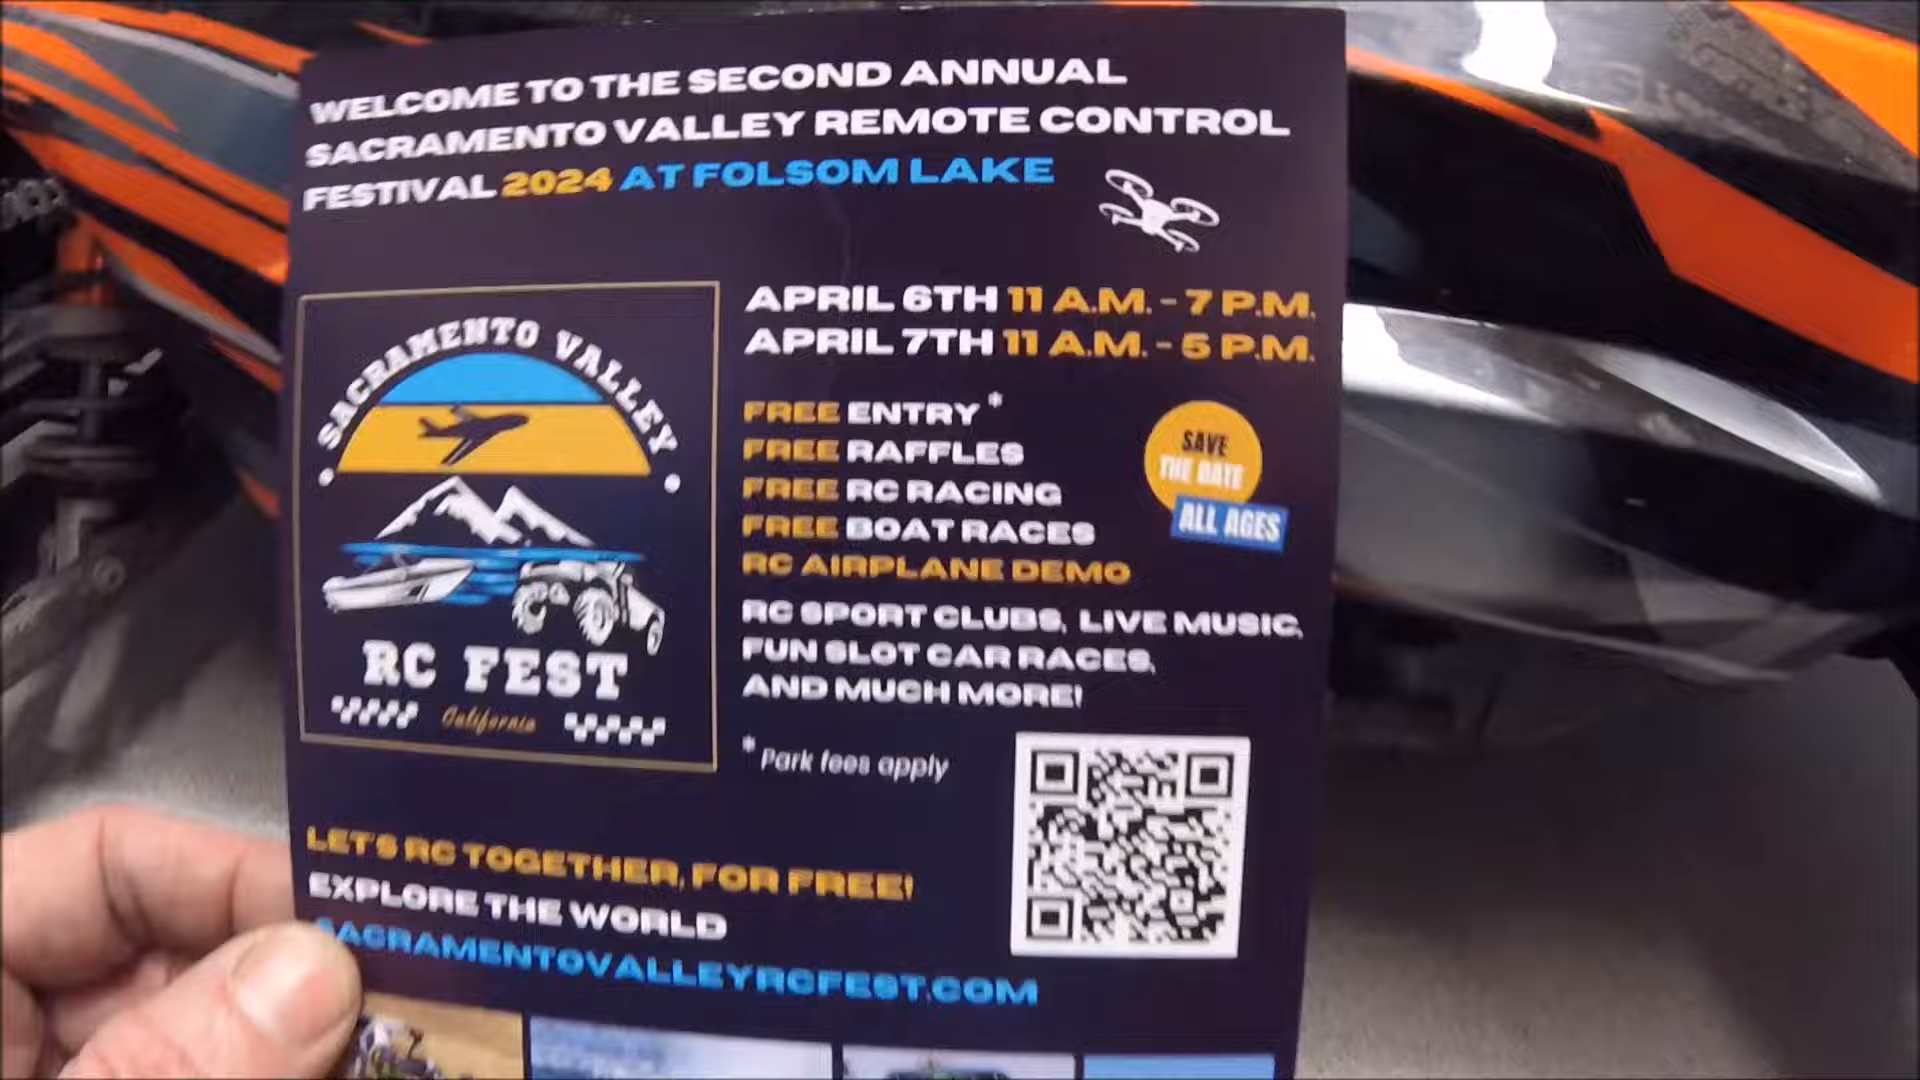 WELCOME TO THE SECOND ANNUAL
SACRAMENTO VALLEY REMOTE CONTROL
FESTIVAL 2024 AT FOLSOM LAKE
APRIL 6TH 11 A.M. - 7 P.M.
APRIL 7TH 11 A.M. - 5 P.M.
SACRAMENTO VALLEY
RC FEST
California
FREE ENTRY *
FREE RAFFLES
FREE RC RACING
FREE BOAT RACES
RC AIRPLANE DEMO
SAVE
THE DATE
ALL AGES
RC SPORT CLUBS, LIVE MUSIC,
FUN SLOT CAR RACES,
AND MUCH MORE!
* Park fees apply
LET'S RC TOGETHER, FOR FREE!
EXPLORE THE WORLD
SACRAMENTOVALLEYRCFEST.COM